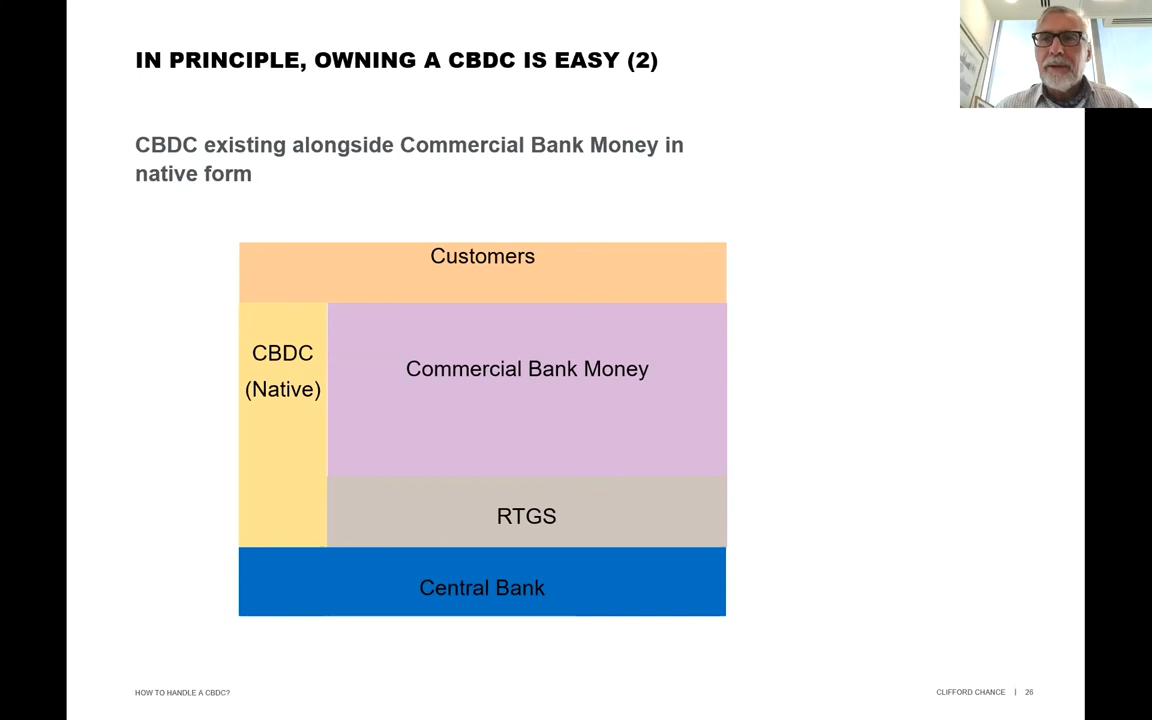 IN PRINCIPLE, OWNING A CBDC IS EASY (2)
CBDC existing alongside Commercial Bank Money in
native form
Customers
CBDC
(Native)
Commercial Bank Money
RTGS
Central Bank
HOW TO HANDLE A CBDC?
CLIFFORD CHANCE | 26